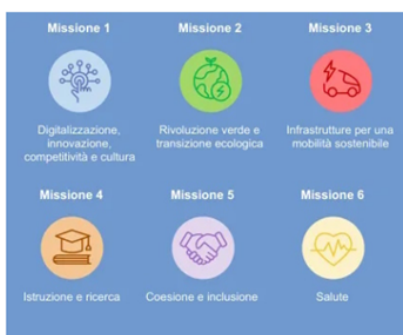 Missione 1
Missione 2
Missione 3
Digitalizzazione,
innovazione,
competitività e cultura
Rivoluzione verde e
transizione ecologica
Infrastrutture per una
mobilità sostenibile
Missione 4
Missione 5
Missione 6
Istruzione e ricerca
Coesione e inclusione
Salute